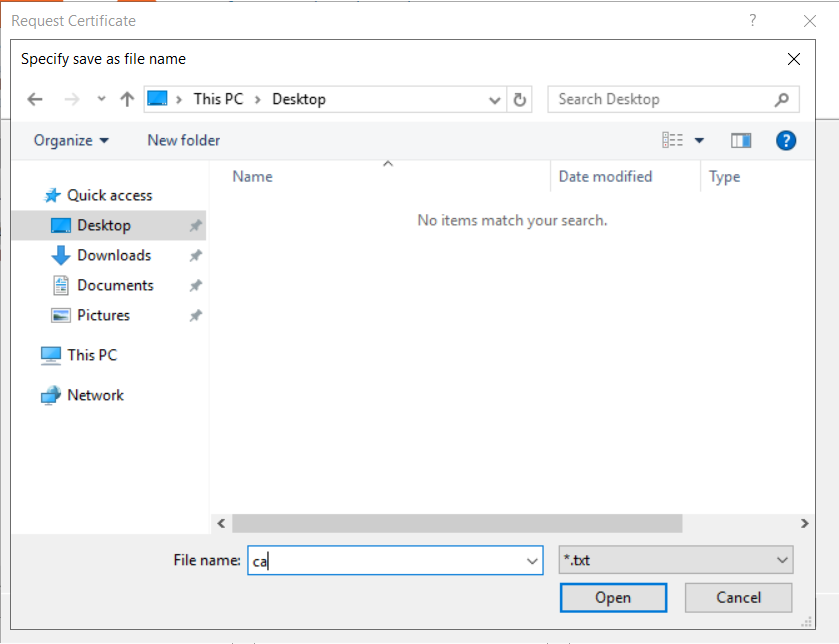 Request Certificate ?
Specify save as file name
This PC > Desktop
Search Desktop
Organize
New folder
?
Name
Date modified
Type
No items match your search.
Quick access
Desktop
Downloads
Documents
Pictures
This PC
Network
File name: ca
*.txt
Open
Cancel